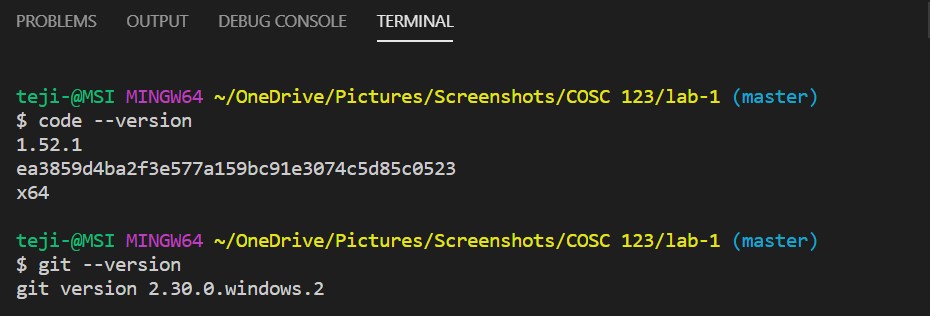 PROBLEMS OUTPUT DEBUG CONSOLE TERMINAL
teji-@MSI MINGW64 ~/OneDrive/Pictures/Screenshots/COSC 123/lab-1 (master)
$ code --version
1.52.1
ea3859d4ba2f3e577a159bc91e3074c5d85c0523
x64
teji-@MSI MINGW64 ~/OneDrive/Pictures/Screenshots/COSC 123/lab-1 (master)
$ git --version
git version 2.30.0.windows.2